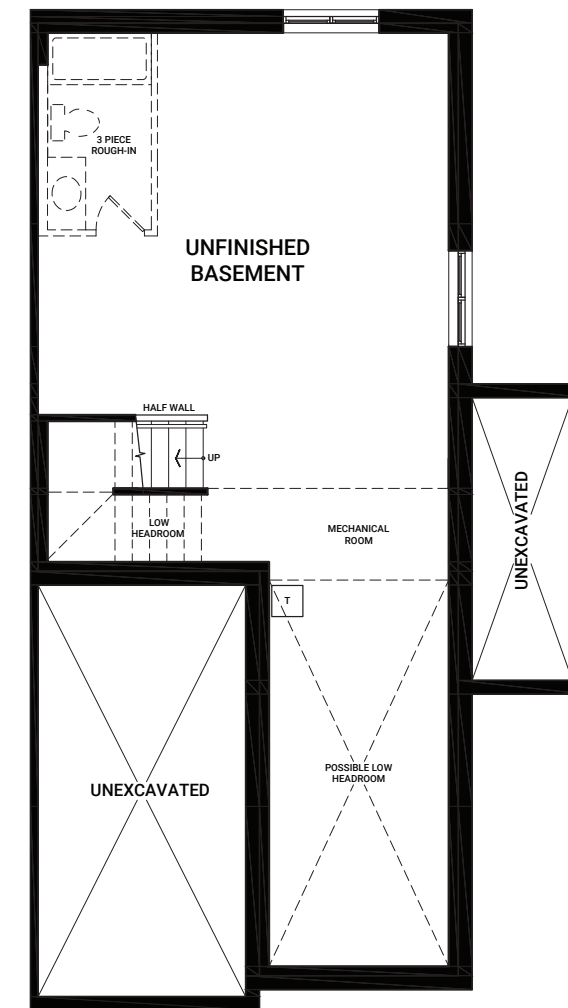 3 PIECE
ROUGH-IN
UNFINISHED
BASEMENT
HALF WALL
UP
LOW
HEADROOM
MECHANICAL
ROOM
UNEXCAVATED
T
POSSIBLE LOW
HEADROOM
UNEXCAVATED